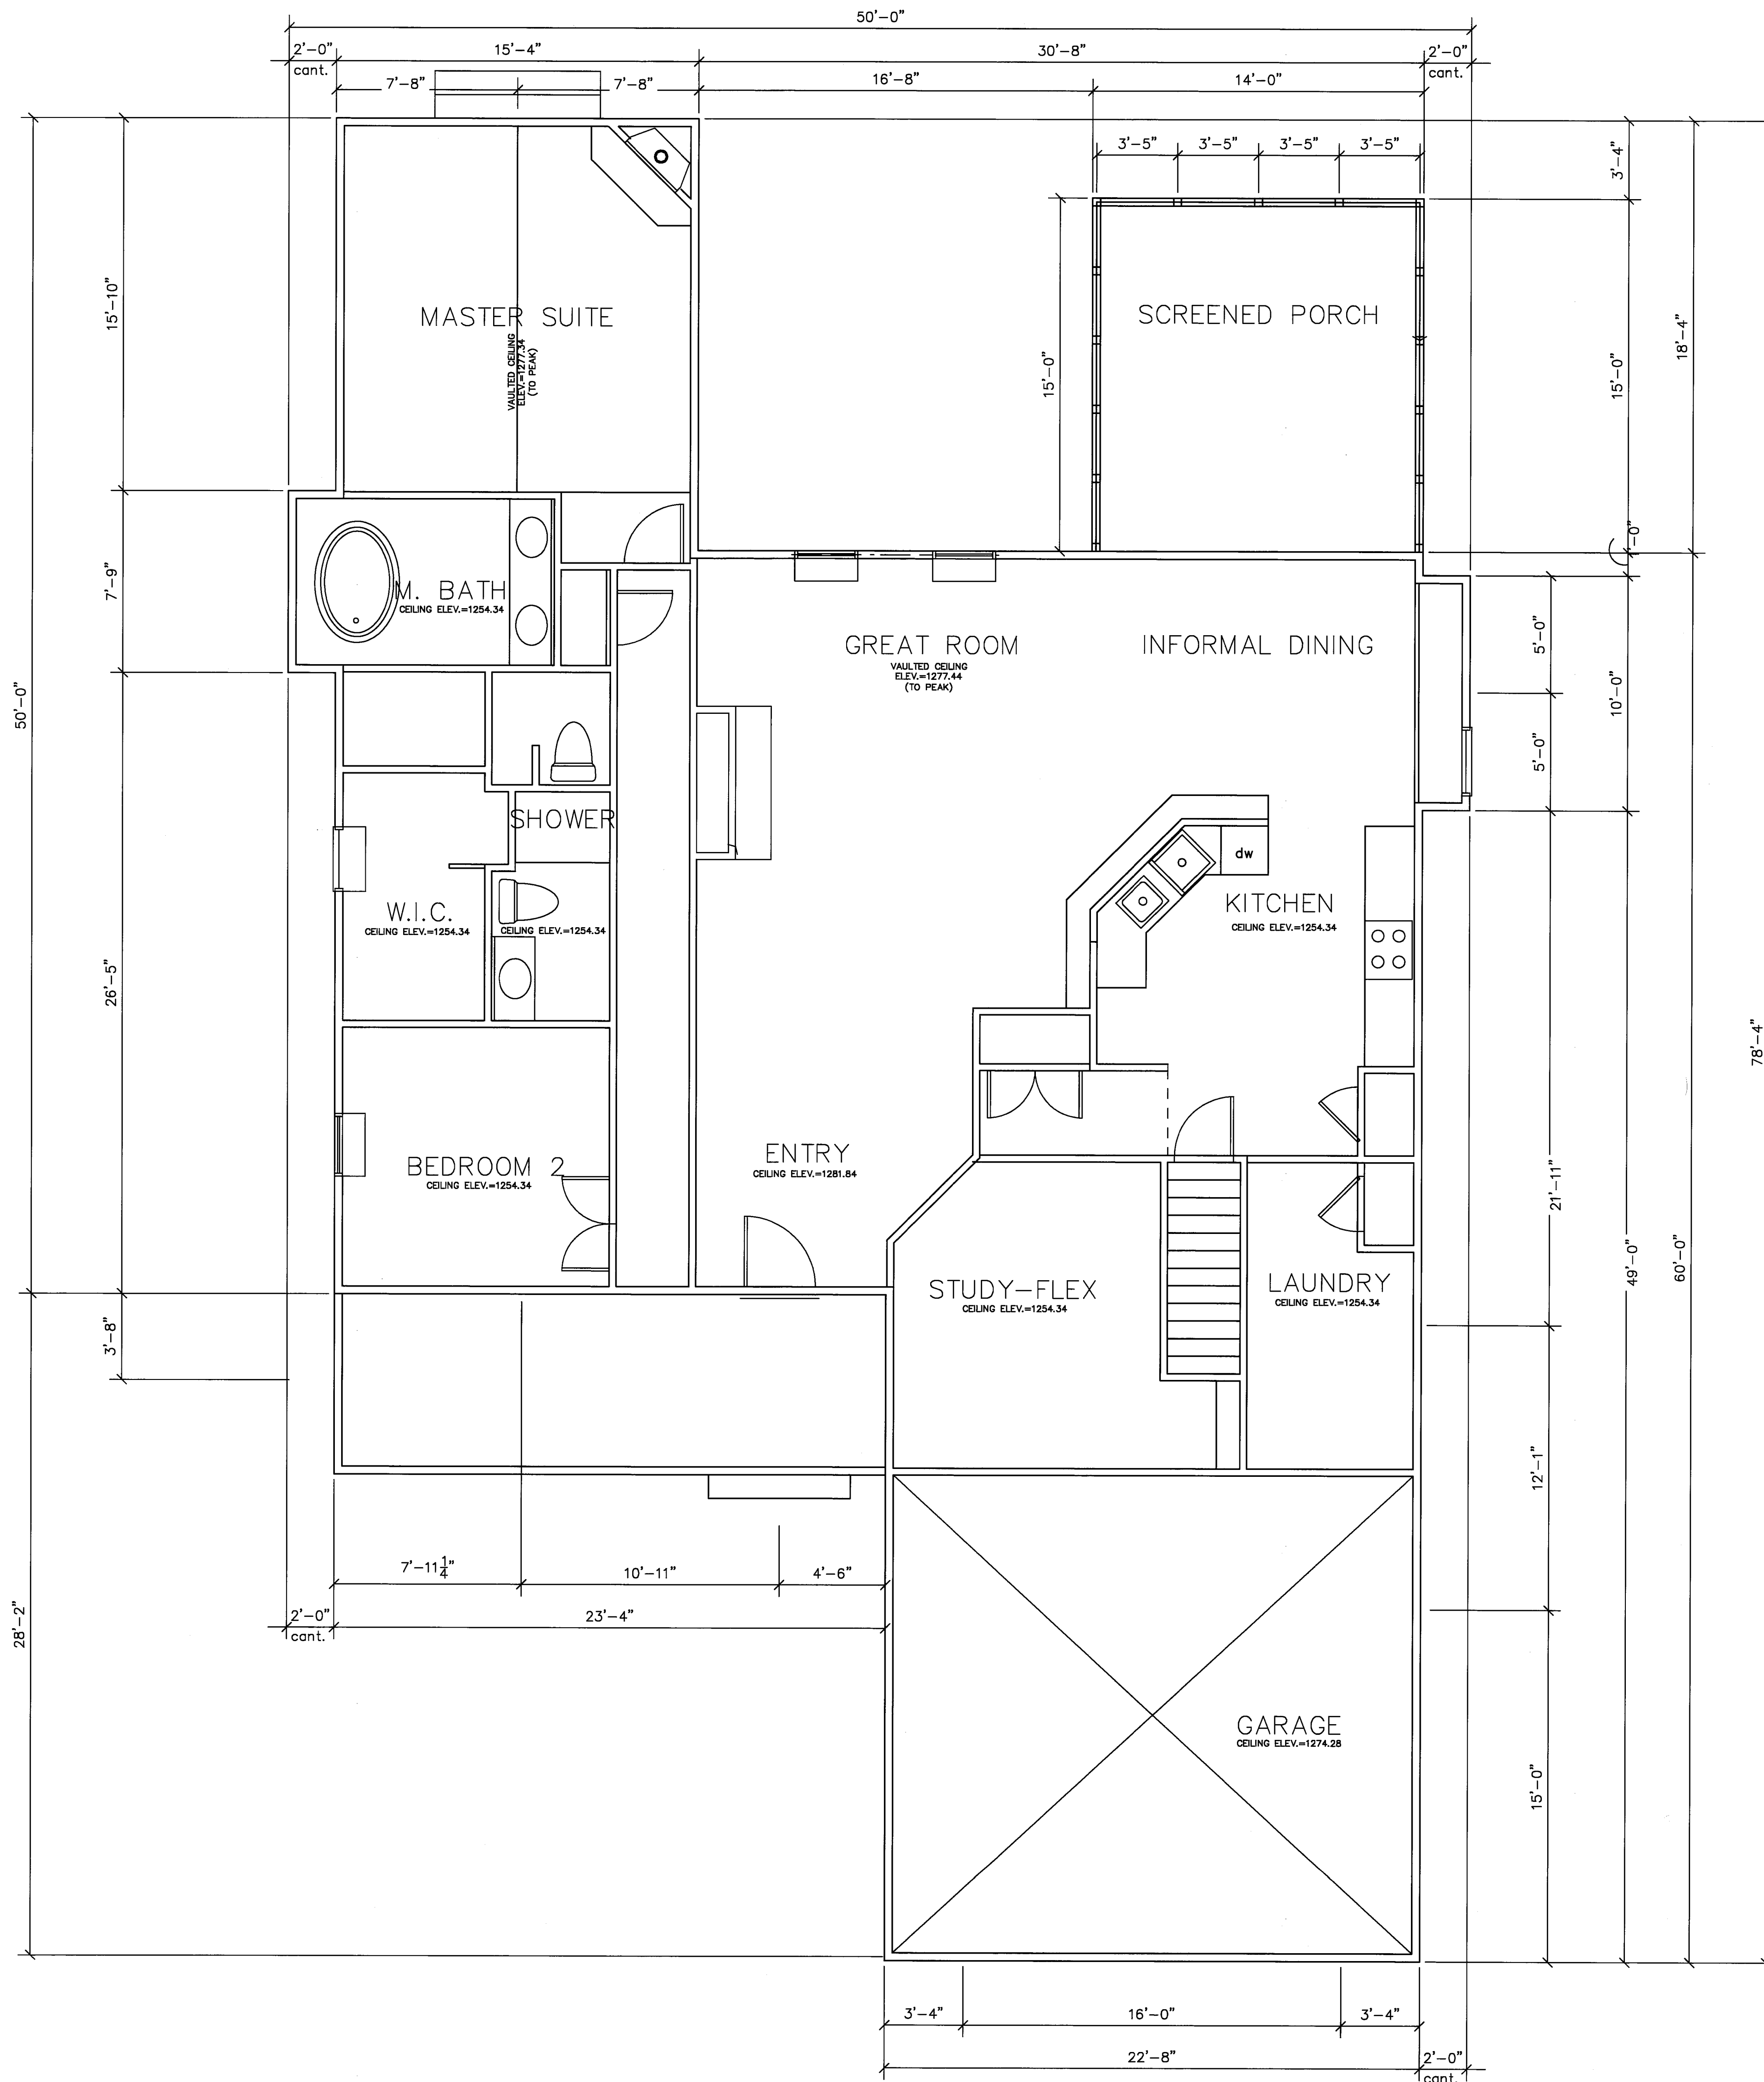 50'-0"
2'-0" 15'-4" 30'-8" 2'-0"
cant. cant.
7'-8" 7'-8" 16'-8" 14'-0"
3'-5" 3'-5" 3'-5" 3'-5"
3'-4"
15'-10"
MASTER SUITE
VAULTED CEILING
ELEV.=1277.34
(TO PEAK)
SCREENED PORCH
15'-0"
15'-0"
18'-4"
-0"
7'-9"
M. BATH
CEILING ELEV.=1254.34
GREAT ROOM
VAULTED CEILING
ELEV.=1277.44
(TO PEAK)
INFORMAL DINING
5'-0"
10'-0"
5'-0"
50'-0"
SHOWER
dw
W.I.C.
CEILING ELEV.=1254.34
CEILING ELEV.=1254.34
KITCHEN
CEILING ELEV.=1254.34
26'-5"
78'-4"
BEDROOM 2
CEILING ELEV.=1254.34
ENTRY
CEILING ELEV.=1281.84
21'-11"
49'-0"
60'-0"
STUDY-FLEX
CEILING ELEV.=1254.34
LAUNDRY
CEILING ELEV.=1254.34
3'-8"
12'-1"
7'-11 1/4" 10'-11" 4'-6"
2'-0" 23'-4"
cant.
28'-2"
GARAGE
CEILING ELEV.=1274.28
15'-0"
3'-4" 16'-0" 3'-4"
22'-8" 2'-0"
cant.